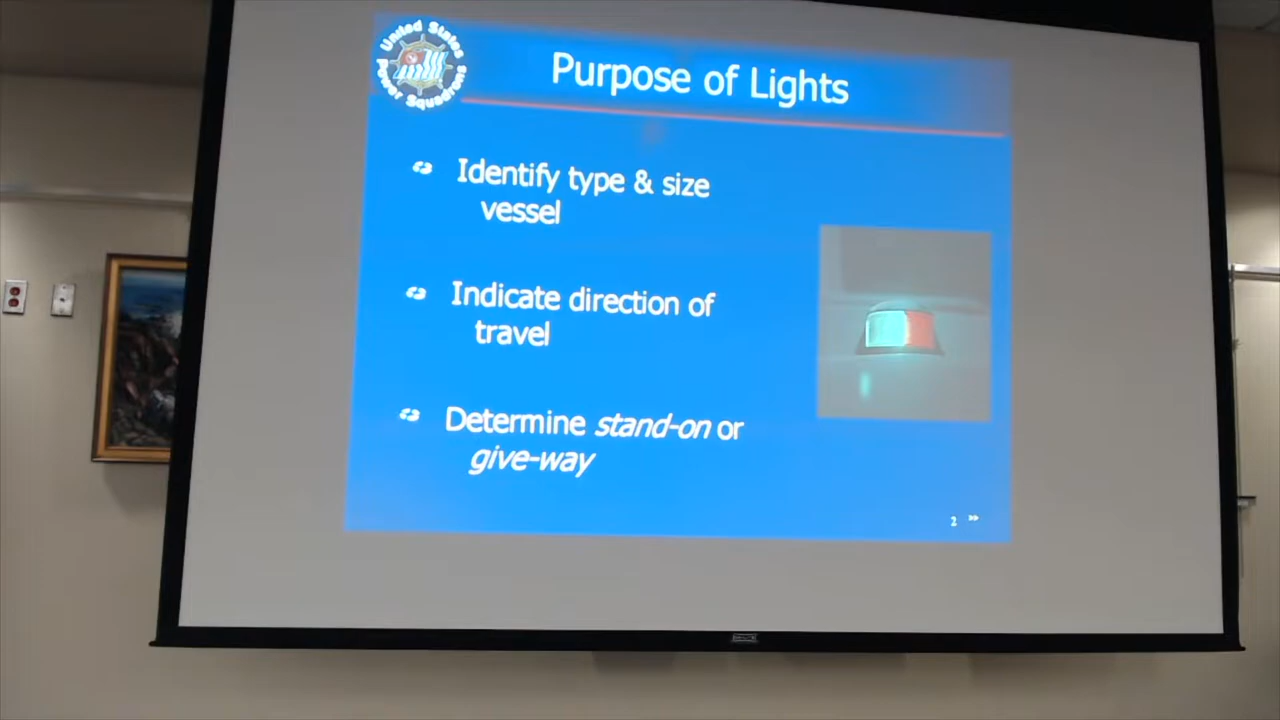 United States
Power Squadrons
Purpose of Lights
Identify type & size
vessel
Indicate direction of
travel
Determine stand-on or
give-way
2